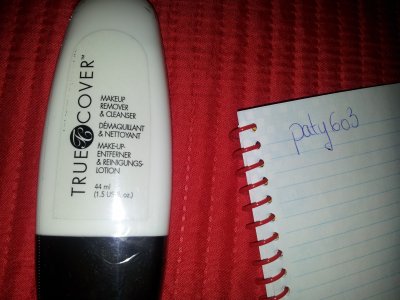 TRUE COVER™
MAKEUP
REMOVER
& CLEANSER
DÉMAQUILLANT
& NETTOYANT
MAKE-UP-
ENTFERNER
& REINIGUNGS-
LOTION
44 ml
(1.5 US fl. oz.)
paty603